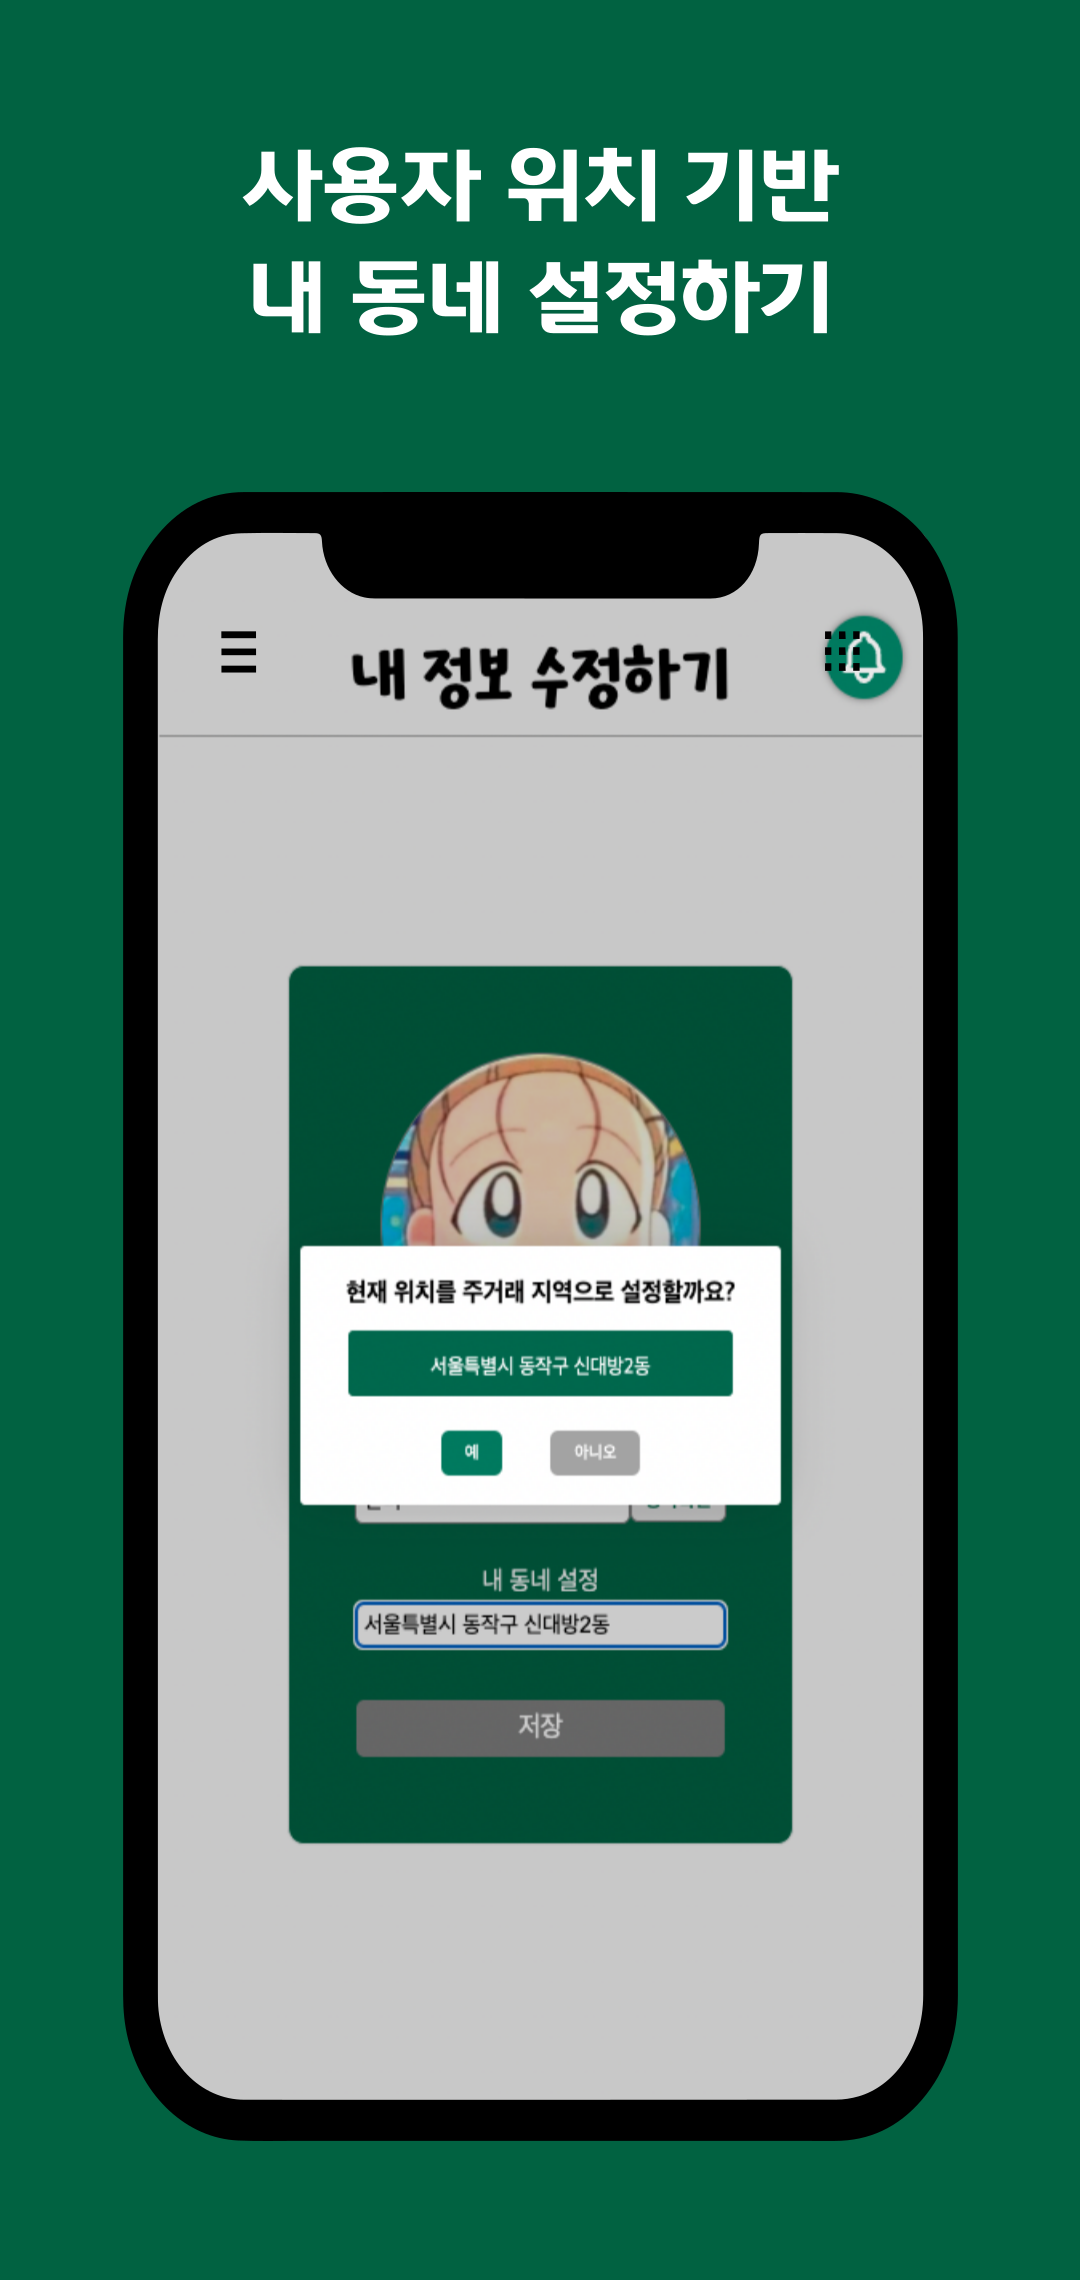 사용자 위치 기반
내 동네 설정하기
내 정보 수정하기
현재 위치를 주거래 지역으로 설정할까요?
서울특별시 동작구 신대방2동
예
아니오
내 동네 설정
서울특별시 동작구 신대방2동
저장